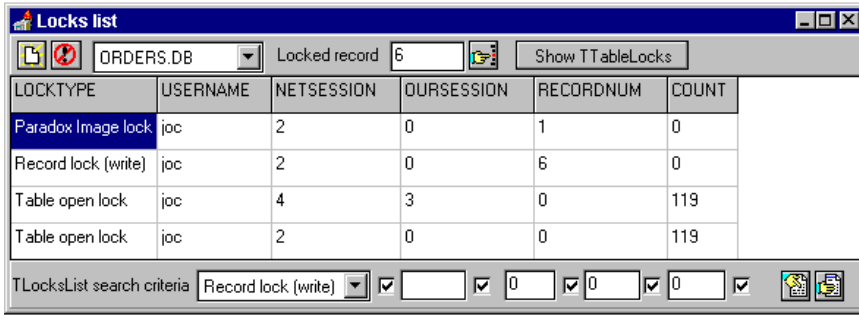 Locks list
ORDERS.DB Locked record 6 Show TTableLocks
LOCKTYPE USERNAME NETSESSION OURSESSION RECORDNUM COUNT
Paradox Image lock joc 2 0 1 0
Record lock (write) joc 2 0 6 0
Table open lock joc 4 3 0 119
Table open lock joc 2 0 0 119
TLocksList search criteria Record lock (write) 0 0 0